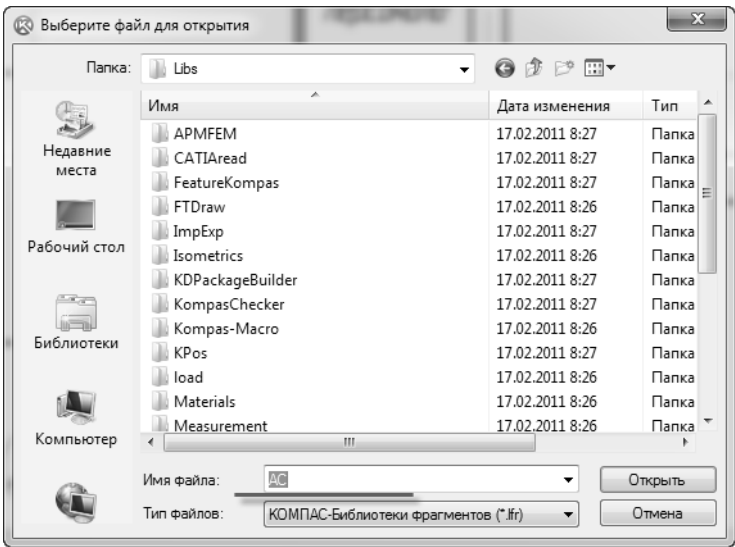 Выберите файл для открытия
Папка: Libs
Имя Дата изменения Тип
APMFEM 17.02.2011 8:27 Папка
CATIAread 17.02.2011 8:27 Папка
FeatureKompas 17.02.2011 8:27 Папка
FTDraw 17.02.2011 8:26 Папка
ImpExp 17.02.2011 8:27 Папка
Isometrics 17.02.2011 8:26 Папка
KDPackageBuilder 17.02.2011 8:27 Папка
KompasChecker 17.02.2011 8:27 Папка
Kompas-Macro 17.02.2011 8:26 Папка
KPos 17.02.2011 8:27 Папка
load 17.02.2011 8:26 Папка
Materials 17.02.2011 8:26 Папка
Measurement 17.02.2011 8:26 Папка
Недавние
места
Рабочий стол
Библиотеки
Компьютер
Имя файла: АС Открыть
Тип файлов: КОМПАС-Библиотеки фрагментов (*.lfr) Отмена